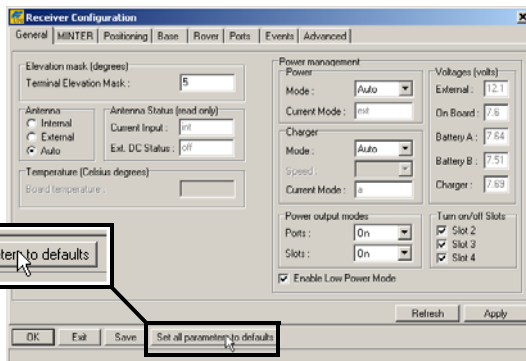 Receiver Configuration
General MINTER Positioning Base Rover Ports Events Advanced
Elevation mask (degrees)
Terminal Elevation Mask : 5
Antenna
Internal
External
Auto
Antenna Status (read only)
Current Input : int
Ext. DC Status : off
Temperature (Celsius degrees)
Board temperature :
Power management
Power
Mode : Auto
Current Mode : ext
Charger
Mode : Auto
Speed :
Current Mode : a
Power output modes
Ports : On
Slots : On
Enable Low Power Mode
Voltages (volts)
External : 12.1
On Board : 7.6
Battery A : 7.64
Battery B : 7.51
Charger : 7.69
Turn on/off Slots
Slot 2
Slot 3
Slot 4
to defaults
Refresh Apply
OK Exit Save Set all parameters to defaults